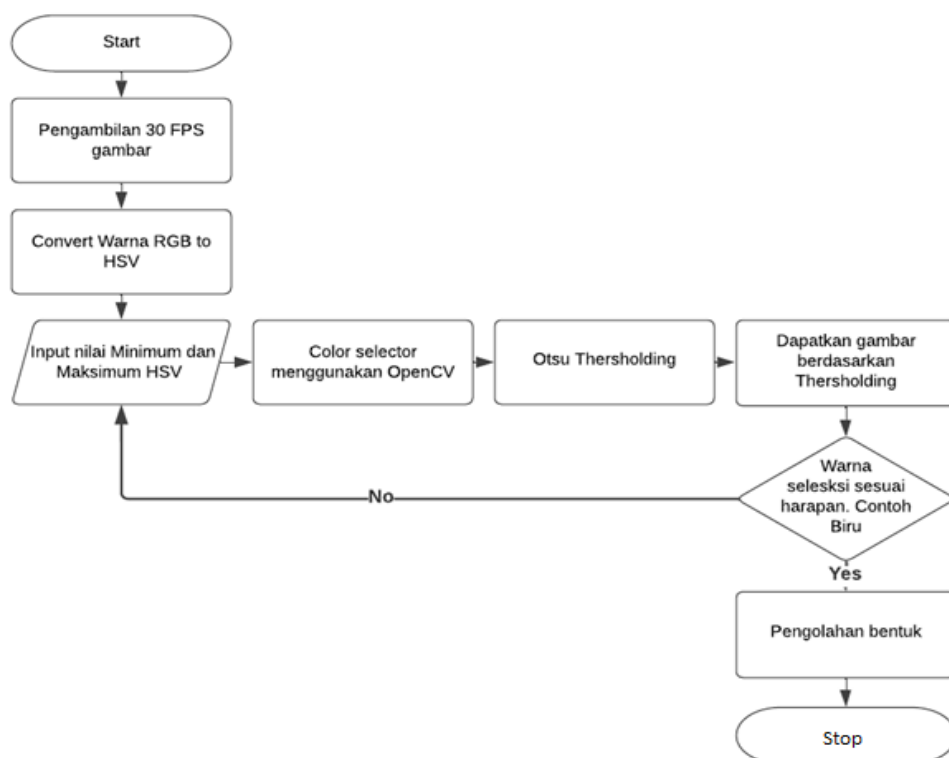 Start
Pengambilan 30 FPS
gambar
Convert Warna RGB to
HSV
Input nilai Minimum dan
Maksimum HSV
Color selector
menggunakan OpenCV
Otsu Thersholding
Dapatkan gambar
berdasarkan
Thersholding
Warna
selesksi sesuai
harapan. Contoh
Biru
No
Yes
Pengolahan bentuk
Stop